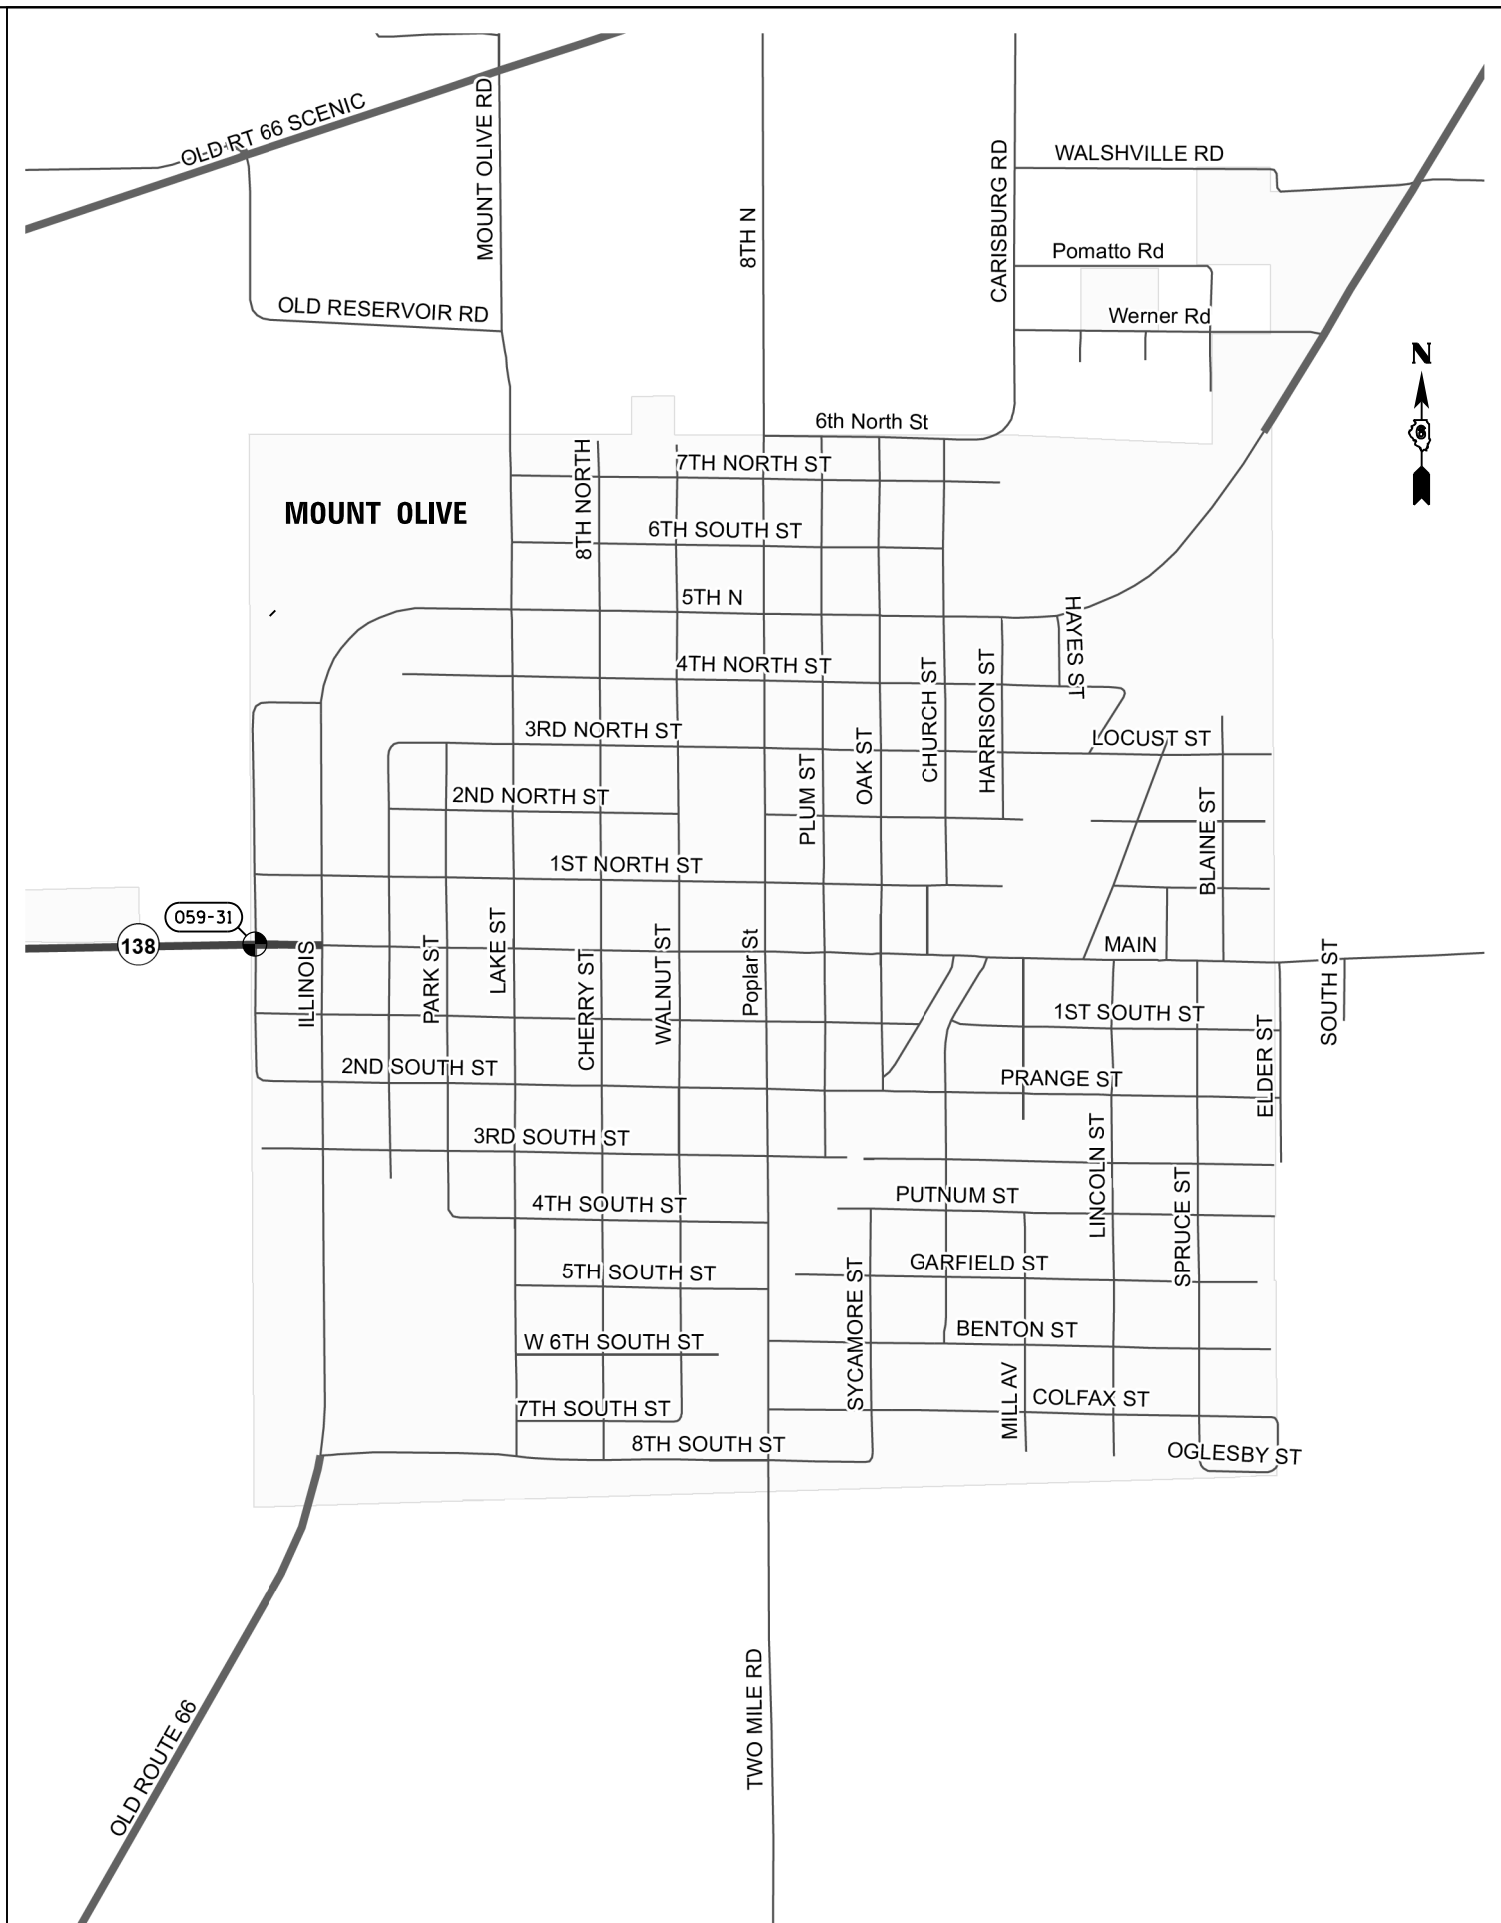 OLD RT 66 SCENIC
MOUNT OLIVE RD
8TH N
CARISBURG RD
WALSHVILLE RD
Pomatto Rd
Werner Rd
OLD RESERVOIR RD
N
6
6th North St
7TH NORTH ST
8TH NORTH
MOUNT OLIVE
6TH SOUTH ST
5TH N
HAYES ST
4TH NORTH ST
CHURCH ST
HARRISON ST
3RD NORTH ST
OAK ST
LOCUST ST
PLUM ST
2ND NORTH ST
BLAINE ST
1ST NORTH ST
059-31
138
ILLINOIS
PARK ST
LAKE ST
CHERRY ST
WALNUT ST
Poplar St
MAIN
SOUTH ST
1ST SOUTH ST
ELDER ST
2ND SOUTH ST
PRANGE ST
3RD SOUTH ST
LINCOLN ST
4TH SOUTH ST
PUTNUM ST
SPRUCE ST
5TH SOUTH ST
GARFIELD ST
SYCAMORE ST
W 6TH SOUTH ST
BENTON ST
MILL AV
7TH SOUTH ST
COLFAX ST
8TH SOUTH ST
OGLESBY ST
TWO MILE RD
OLD ROUTE 66